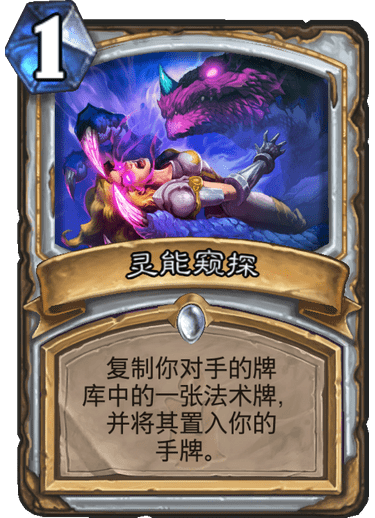 1
灵能窥探
复制你对手的牌
库中的一张法术牌,
并将其置入你的
手牌。